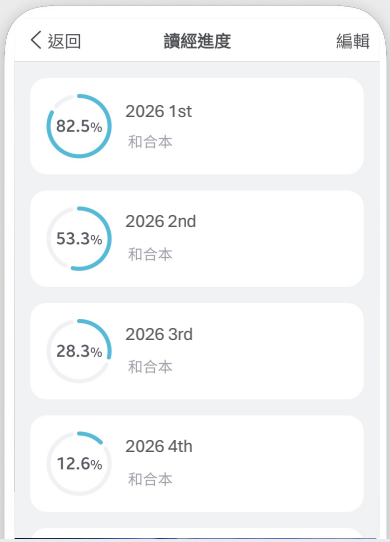 返回 讀經進度 編輯
82.5%
2026 1st
和合本
53.3%
2026 2nd
和合本
28.3%
2026 3rd
和合本
12.6%
2026 4th
和合本